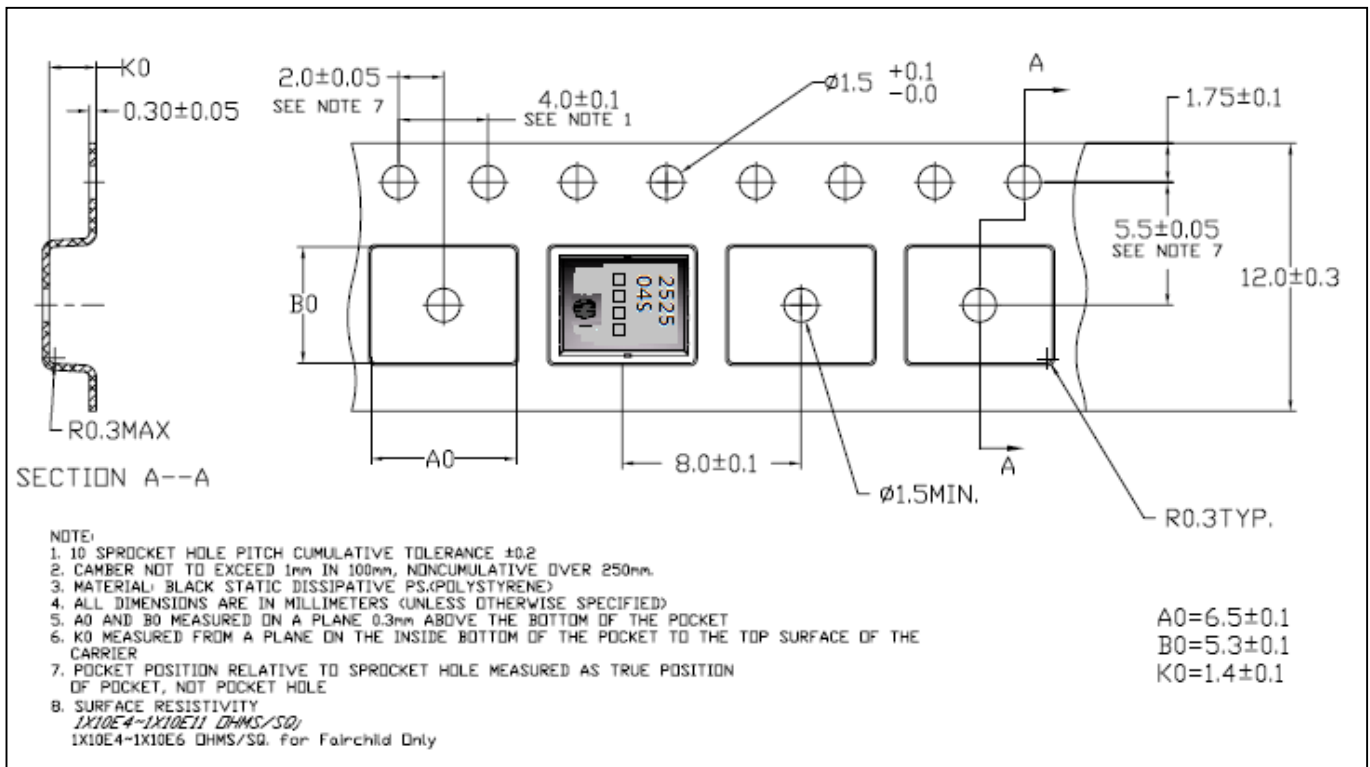 K0
0.30±0.05
R0.3MAX
SECTION A--A
2.0±0.05
SEE NOTE 7
4.0±0.1
SEE NOTE 1
Ø1.5 +0.1 -0.0
A
1.75±0.1
5.5±0.05
SEE NOTE 7
12.0±0.3
B0
2525
04S
A0
8.0±0.1
Ø1.5MIN.
A
R0.3TYP.
NOTE:
1. 10 SPROCKET HOLE PITCH CUMULATIVE TOLERANCE ±0.2
2. CAMBER NOT TO EXCEED 1mm IN 100mm, NONCUMULATIVE OVER 250mm.
3. MATERIAL: BLACK STATIC DISSIPATIVE PS.(POLYSTYRENE)
4. ALL DIMENSIONS ARE IN MILLIMETERS (UNLESS OTHERWISE SPECIFIED)
5. A0 AND B0 MEASURED ON A PLANE 0.3mm ABOVE THE BOTTOM OF THE POCKET
6. K0 MEASURED FROM A PLANE ON THE INSIDE BOTTOM OF THE POCKET TO THE TOP SURFACE OF THE
CARRIER
7. POCKET POSITION RELATIVE TO SPROCKET HOLE MEASURED AS TRUE POSITION
OF POCKET, NOT POCKET HOLE
8. SURFACE RESISTIVITY
1X10E4~1X10E11 OHMS/SQ;
1X10E4~1X10E6 OHMS/SQ. for Fairchild Only
A0=6.5±0.1
B0=5.3±0.1
K0=1.4±0.1